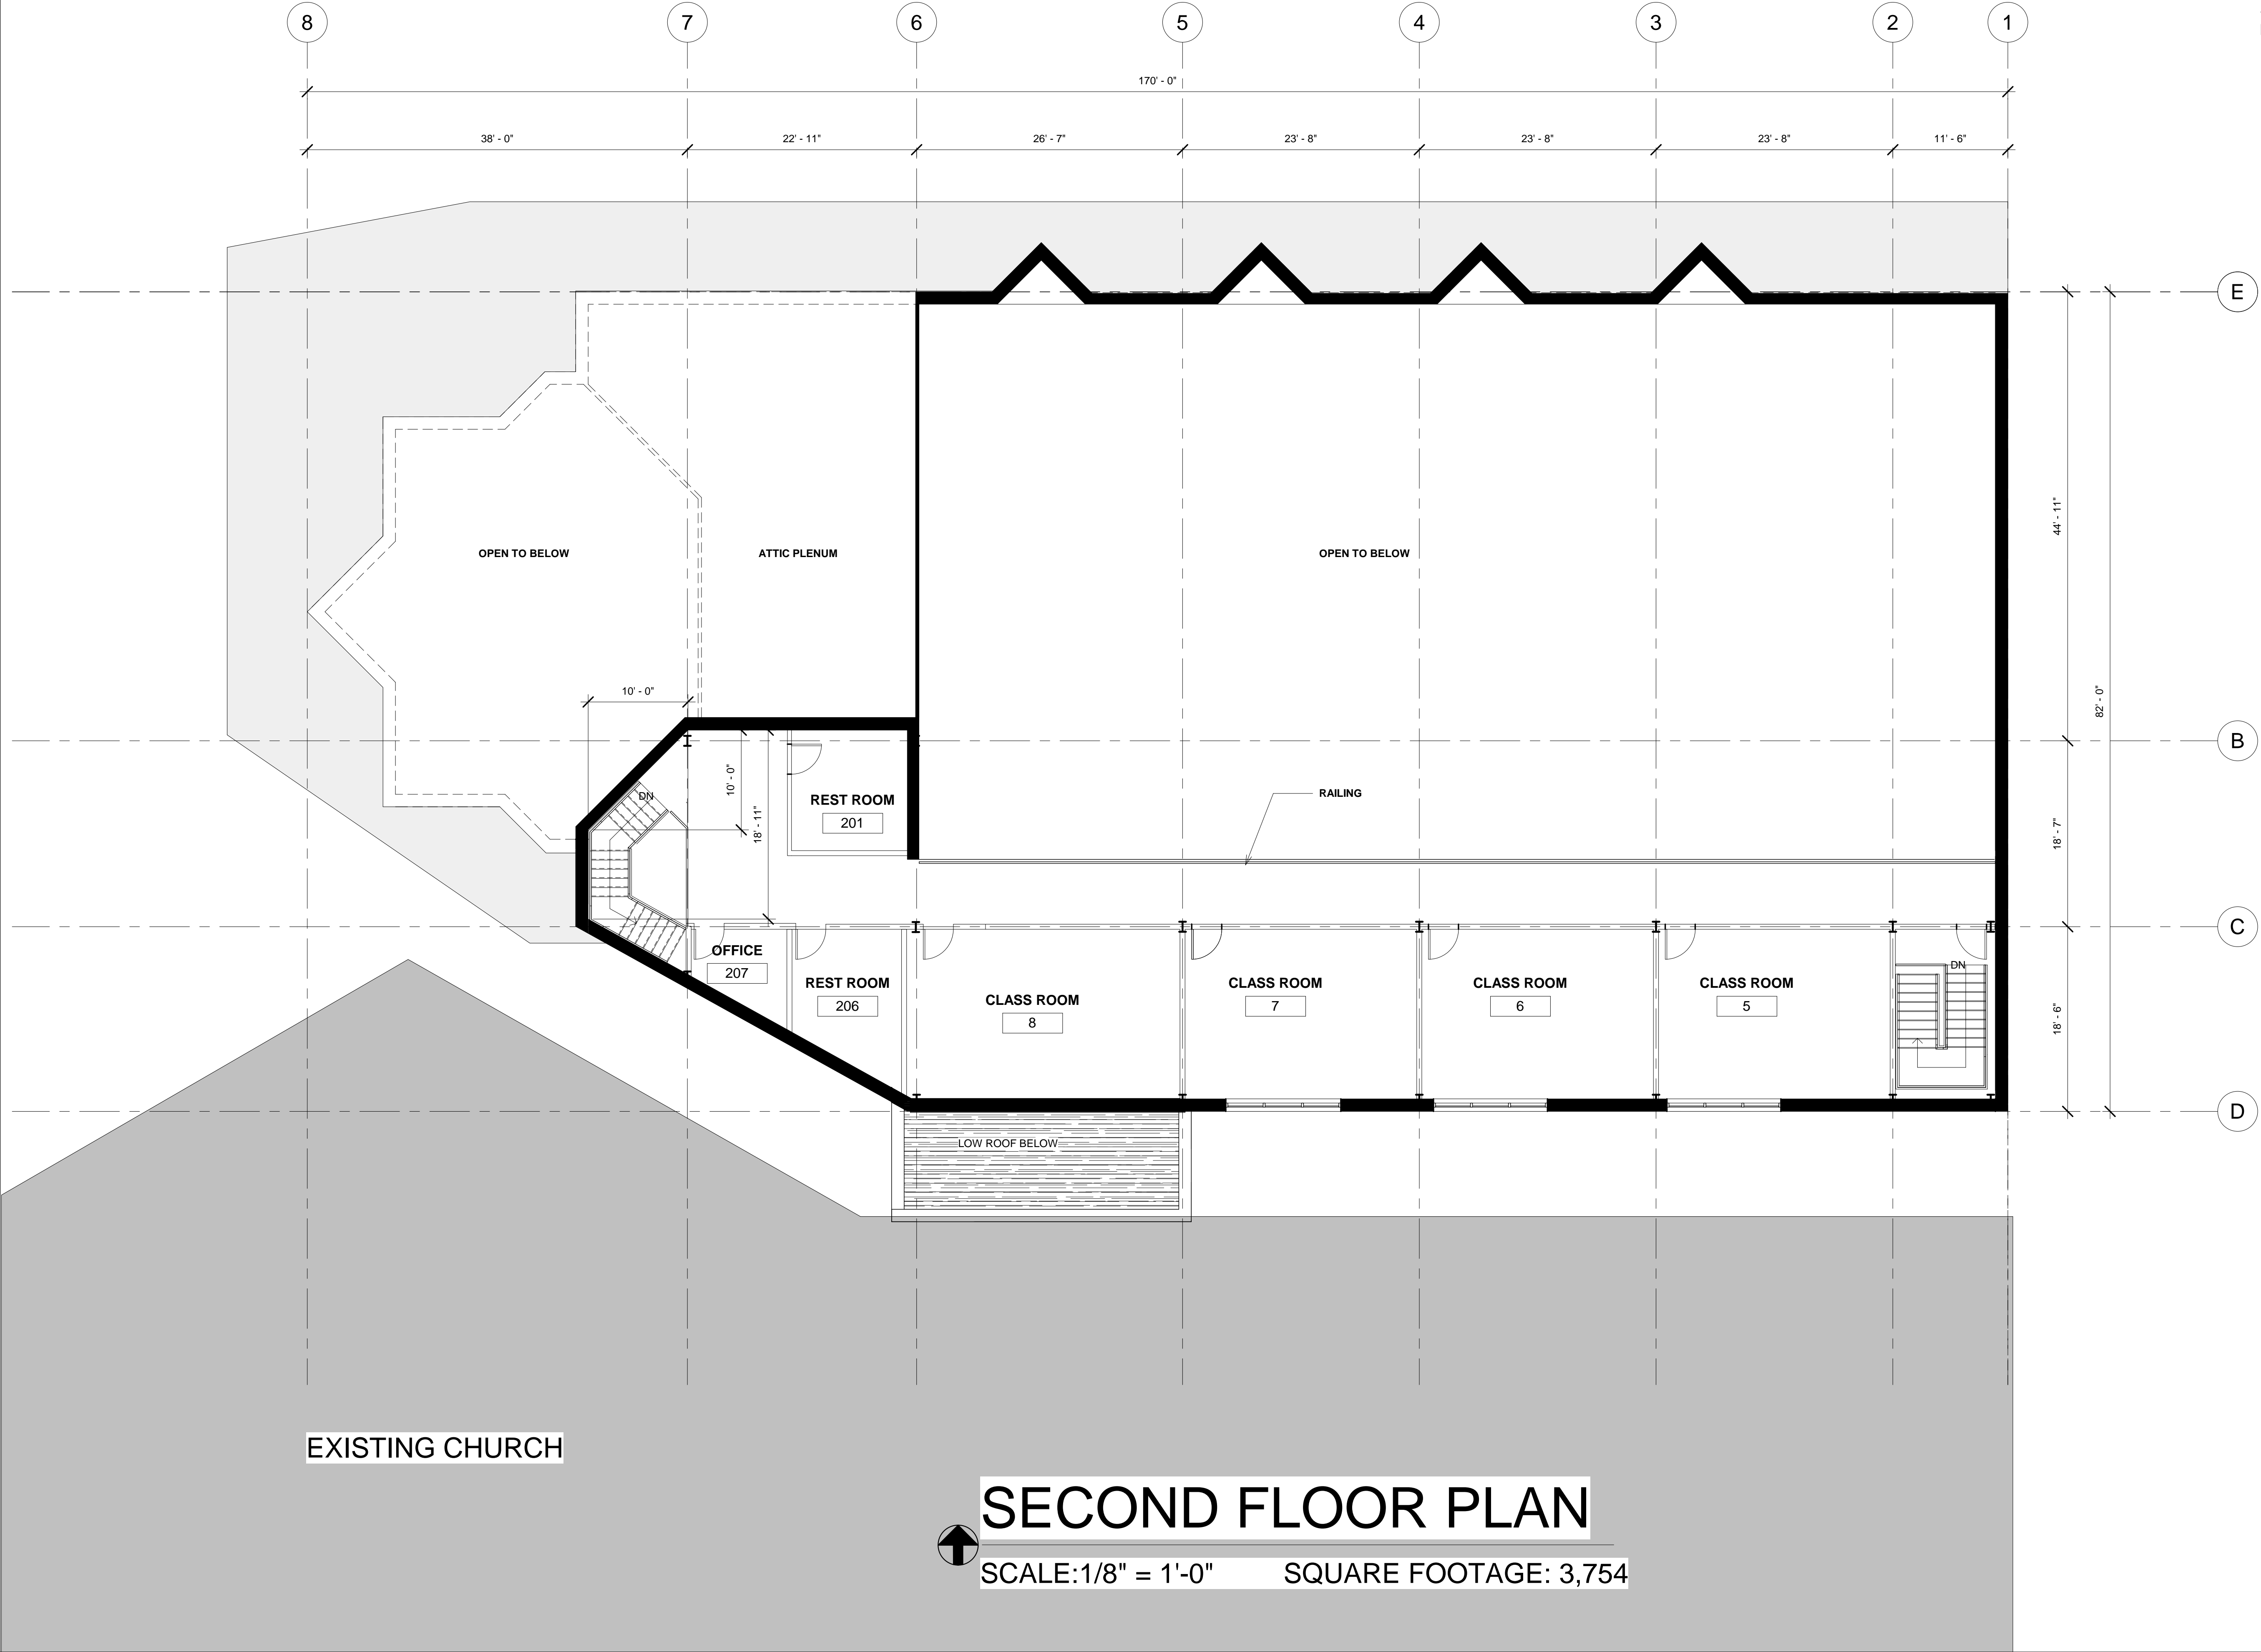 8
7
6
5
4
3
2
1
170' - 0"
38' - 0"
22' - 11"
26' - 7"
23' - 8"
23' - 8"
23' - 8"
11' - 6"
E
44' - 11"
OPEN TO BELOW
ATTIC PLENUM
OPEN TO BELOW
82' - 0"
10' - 0"
B
10' - 0"
18' - 11"
DN
REST ROOM
201
RAILING
18' - 7"
C
OFFICE
207
REST ROOM
206
CLASS ROOM
8
CLASS ROOM
7
CLASS ROOM
6
CLASS ROOM
5
DN
18' - 6"
D
LOW ROOF BELOW
EXISTING CHURCH
SECOND FLOOR PLAN
SCALE:1/8" = 1'-0" SQUARE FOOTAGE: 3,754